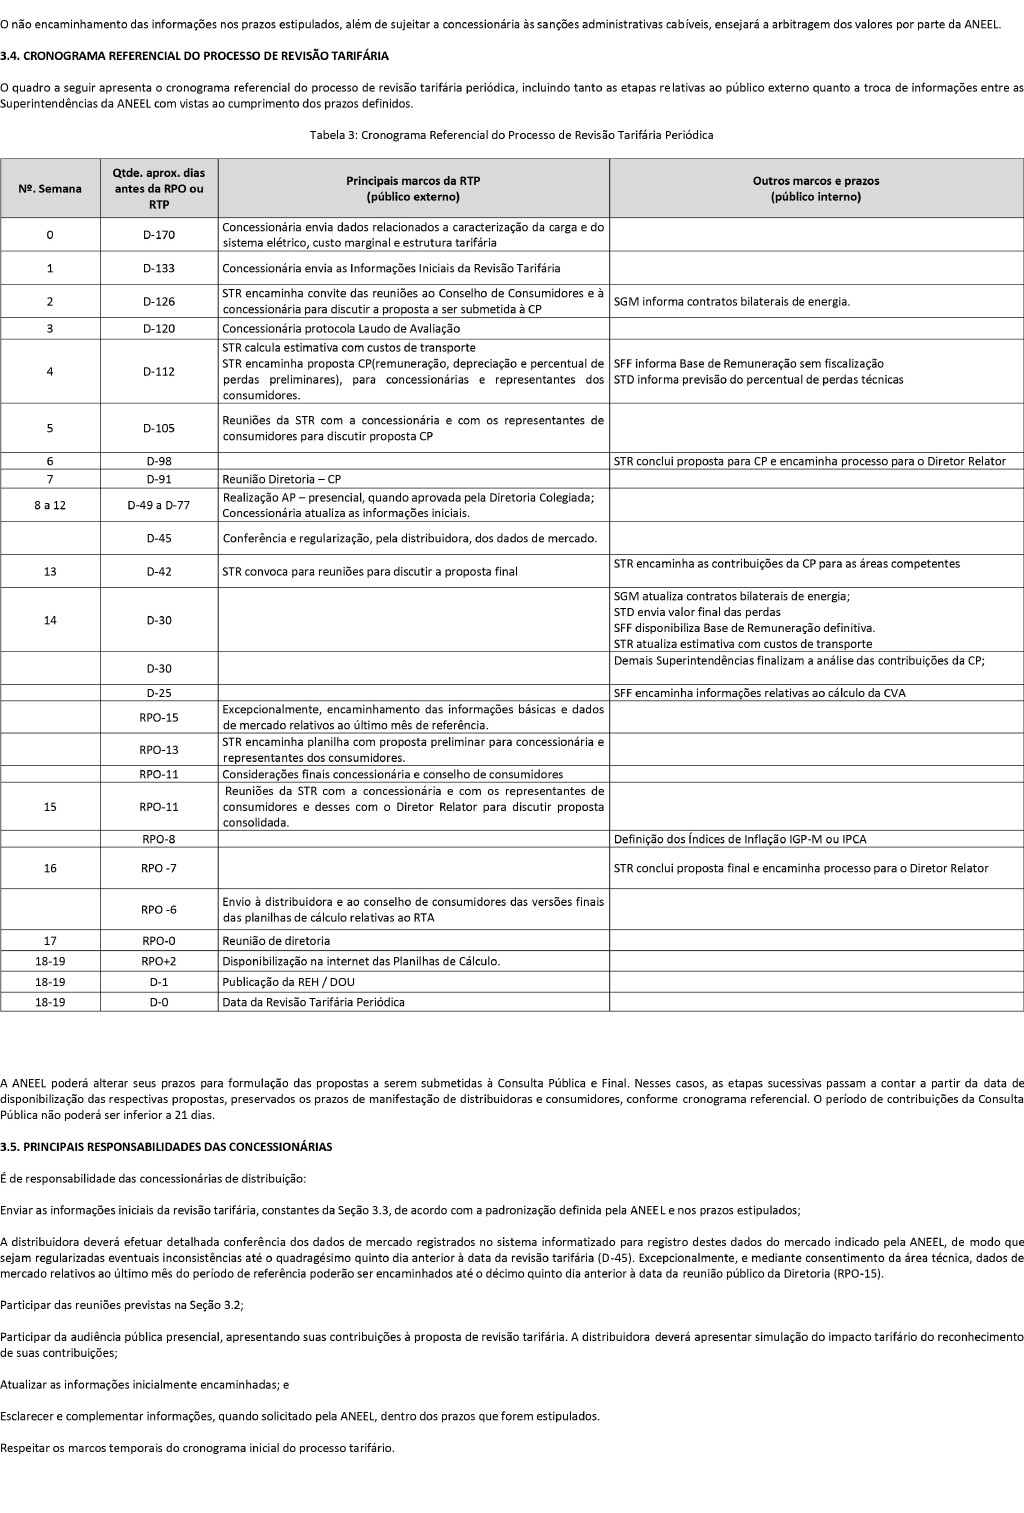 O não encaminhamento das informações nos prazos estipulados, além de sujeitar a concessionária às sanções administrativas cabíveis, ensejará a arbitragem dos valores por parte da ANEEL.
3.4. CRONOGRAMA REFERENCIAL DO PROCESSO DE REVISÃO TARIFÁRIA
O quadro a seguir apresenta o cronograma referencial do processo de revisão tarifária periódica, incluindo tanto as etapas relativas ao público externo quanto a troca de informações entre as
Superintendências da ANEEL com vistas ao cumprimento dos prazos definidos.
Tabela 3: Cronograma Referencial do Processo de Revisão Tarifária Periódica
Nº. Semana
Qtde. aprox. dias
antes da RPO ou
RTP
Principais marcos da RTP
(público externo)
Outros marcos e prazos
(público interno)
0
D-170
Concessionária envia dados relacionados a caracterização da carga e do
sistema elétrico, custo marginal e estrutura tarifária
1
D-133
Concessionária envia as Informações Iniciais da Revisão Tarifária
2
D-126
STR encaminha convite das reuniões ao Conselho de Consumidores e à
concessionária para discutir a proposta a ser submetida à CP
SGM informa contratos bilaterais de energia.
3
D-120
Concessionária protocola Laudo de Avaliação
4
D-112
STR calcula estimativa com custos de transporte
STR encaminha proposta CP(remuneração, depreciação e percentual de
perdas preliminares), para concessionárias e representantes dos
consumidores.
SFF informa Base de Remuneração sem fiscalização
STD informa previsão do percentual de perdas técnicas
5
D-105
Reuniões da STR com a concessionária e com os representantes de
consumidores para discutir proposta CP
6
D-98
STR conclui proposta para CP e encaminha processo para o Diretor Relator
7
D-91
Reunião Diretoria – CP
8 a 12
D-49 a D-77
Realização AP – presencial, quando aprovada pela Diretoria Colegiada;
Concessionária atualiza as informações iniciais.
D-45
Conferência e regularização, pela distribuidora, dos dados de mercado.
13
D-42
STR convoca para reuniões para discutir a proposta final
STR encaminha as contribuições da CP para as áreas competentes
14
D-30
SGM atualiza contratos bilaterais de energia;
STD envia valor final das perdas
SFF disponibiliza Base de Remuneração definitiva.
STR atualiza estimativa com custos de transporte
D-30
Demais Superintendências finalizam a análise das contribuições da CP;
D-25
SFF encaminha informações relativas ao cálculo da CVA
RPO-15
Excepcionalmente, encaminhamento das informações básicas e dados
de mercado relativos ao último mês de referência.
RPO-13
STR encaminha planilha com proposta preliminar para concessionária e
representantes dos consumidores.
RPO-11
Considerações finais concessionária e conselho de consumidores
15
RPO-11
Reuniões da STR com a concessionária e com os representantes de
consumidores e desses com o Diretor Relator para discutir proposta
consolidada.
RPO-8
Definição dos Índices de Inflação IGP-M ou IPCA
16
RPO -7
STR conclui proposta final e encaminha processo para o Diretor Relator
RPO -6
Envio à distribuidora e ao conselho de consumidores das versões finais
das planilhas de cálculo relativas ao RTA
17
RPO-0
Reunião de diretoria
18-19
RPO+2
Disponibilização na internet das Planilhas de Cálculo.
18-19
D-1
Publicação da REH / DOU
18-19
D-0
Data da Revisão Tarifária Periódica
A ANEEL poderá alterar seus prazos para formulação das propostas a serem submetidas à Consulta Pública e Final. Nesses casos, as etapas sucessivas passam a contar a partir da data de
disponibilização das respectivas propostas, preservados os prazos de manifestação de distribuidoras e consumidores, conforme cronograma referencial. O período de contribuições da Consulta
Pública não poderá ser inferior a 21 dias.
3.5. PRINCIPAIS RESPONSABILIDADES DAS CONCESSIONÁRIAS
É de responsabilidade das concessionárias de distribuição:
Enviar as informações iniciais da revisão tarifária, constantes da Seção 3.3, de acordo com a padronização definida pela ANEEL e nos prazos estipulados;
A distribuidora deverá efetuar detalhada conferência dos dados de mercado registrados no sistema informatizado para registro destes dados do mercado indicado pela ANEEL, de modo que
sejam regularizadas eventuais inconsistências até o quadragésimo quinto dia anterior à data da revisão tarifária (D-45). Excepcionalmente, e mediante consentimento da área técnica, dados de
mercado relativos ao último mês do período de referência poderão ser encaminhados até o décimo quinto dia anterior à data da reunião público da Diretoria (RPO-15).
Participar das reuniões previstas na Seção 3.2;
Participar da audiência pública presencial, apresentando suas contribuições à proposta de revisão tarifária. A distribuidora deverá apresentar simulação do impacto tarifário do reconhecimento
de suas contribuições;
Atualizar as informações inicialmente encaminhadas; e
Esclarecer e complementar informações, quando solicitado pela ANEEL, dentro dos prazos que forem estipulados.
Respeitar os marcos temporais do cronograma inicial do processo tarifário.